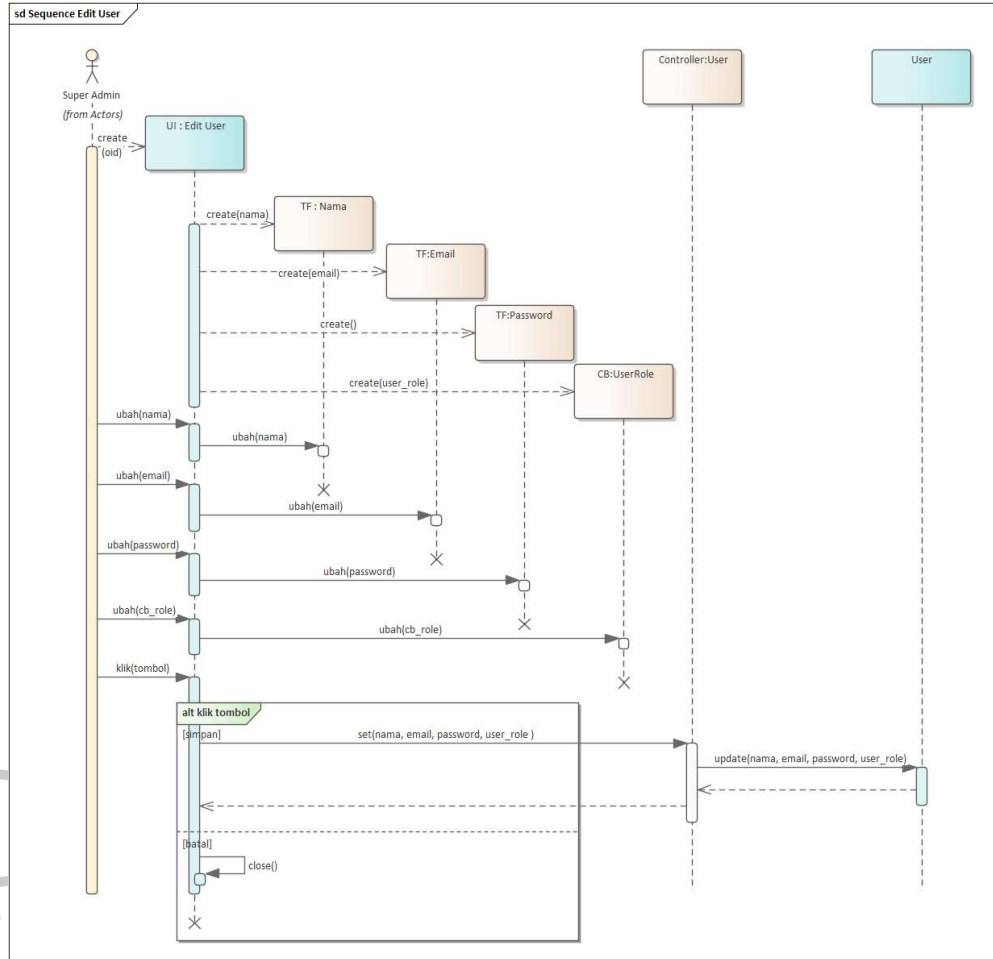 sd Sequence Edit User
Controller:User
User
Super Admin
(from Actors)
UI : Edit User
create
(oid)
TF : Nama
create(nama)
TF:Email
create(email)
TF:Password
create()
CB:UserRole
create(user_role)
ubah(nama)
ubah(nama)
ubah(email)
ubah(email)
ubah(password)
ubah(password)
ubah(cb_role)
ubah(cb_role)
klik(tombol)
alt klik tombol
[simpan]
set(nama, email, password, user_role )
update(nama, email, password, user_role)
[batal]
close()